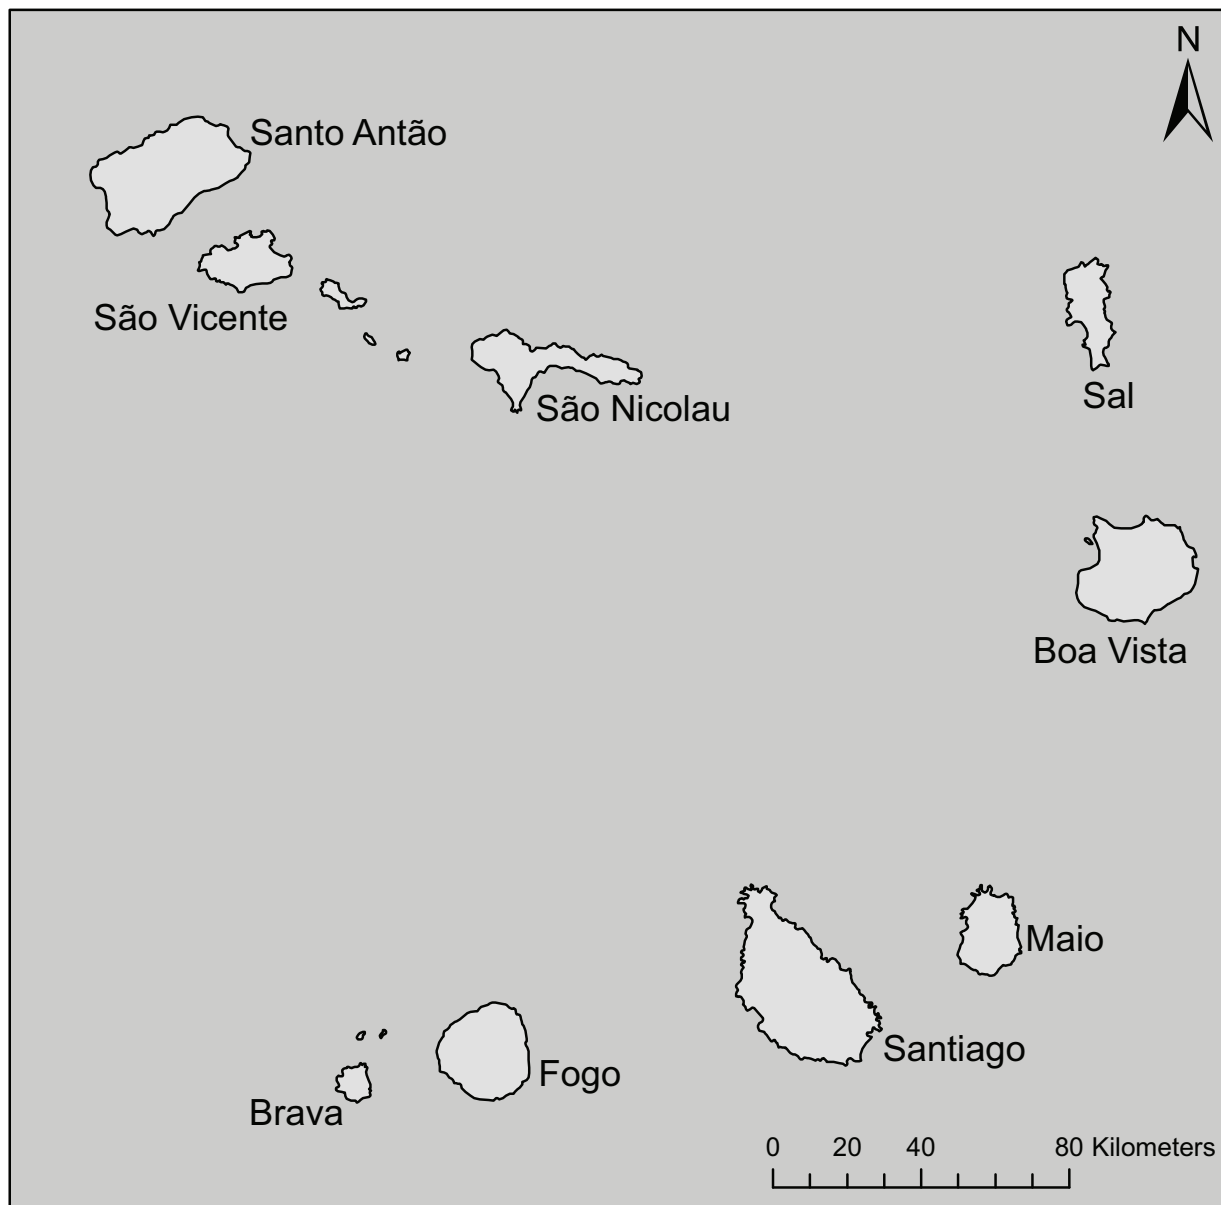 N
Santo Antão
São Vicente
São Nicolau
Sal
Boa Vista
Maio
Santiago
Fogo
Brava
0 20 40 80 Kilometers